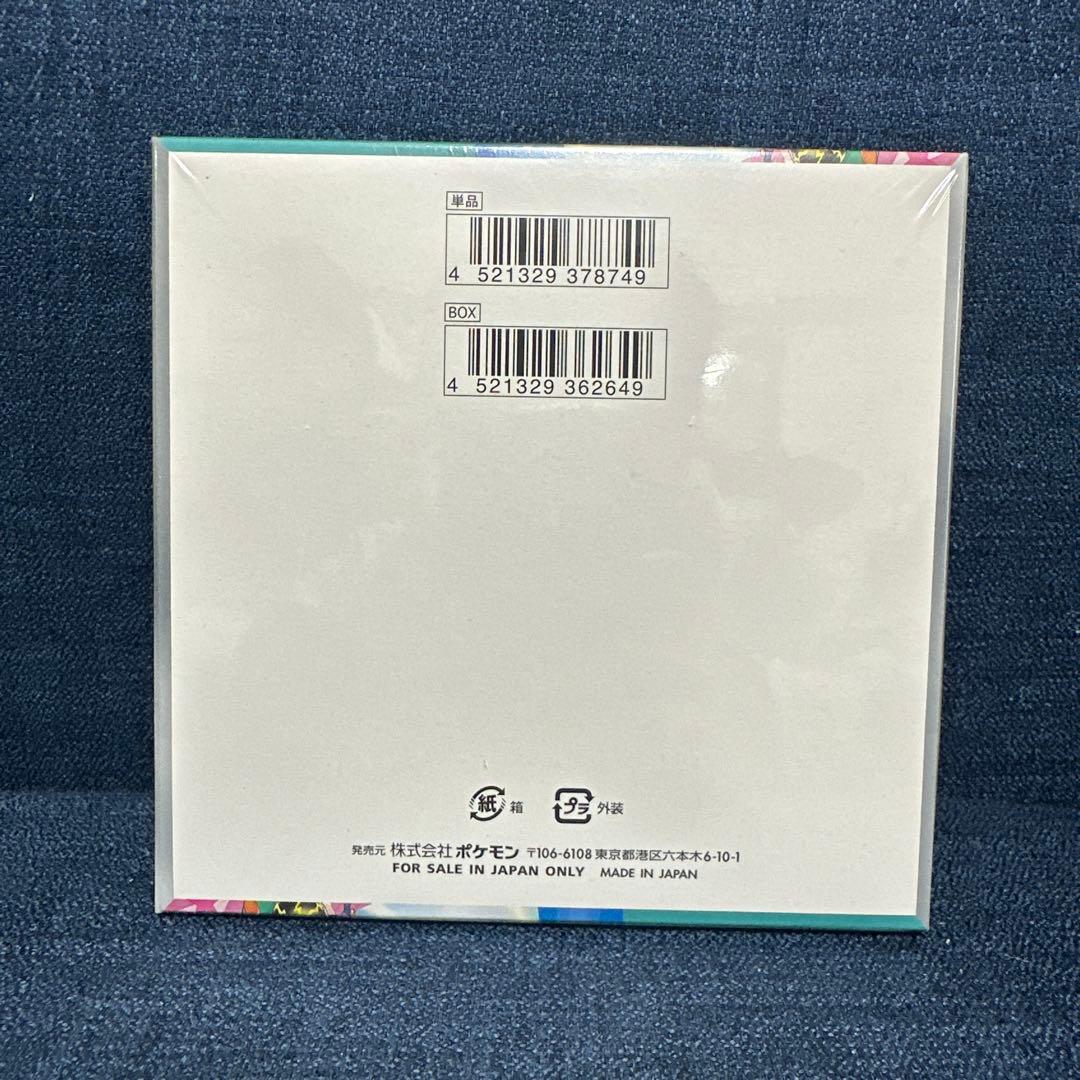 単品
4 521329 378749
BOX
4 521329 362649
紙 箱 プラ 外装
発売元 株式会社 ポケモン 〒106-6108 東京都港区六本木6-10-1
FOR SALE IN JAPAN ONLY MADE IN JAPAN